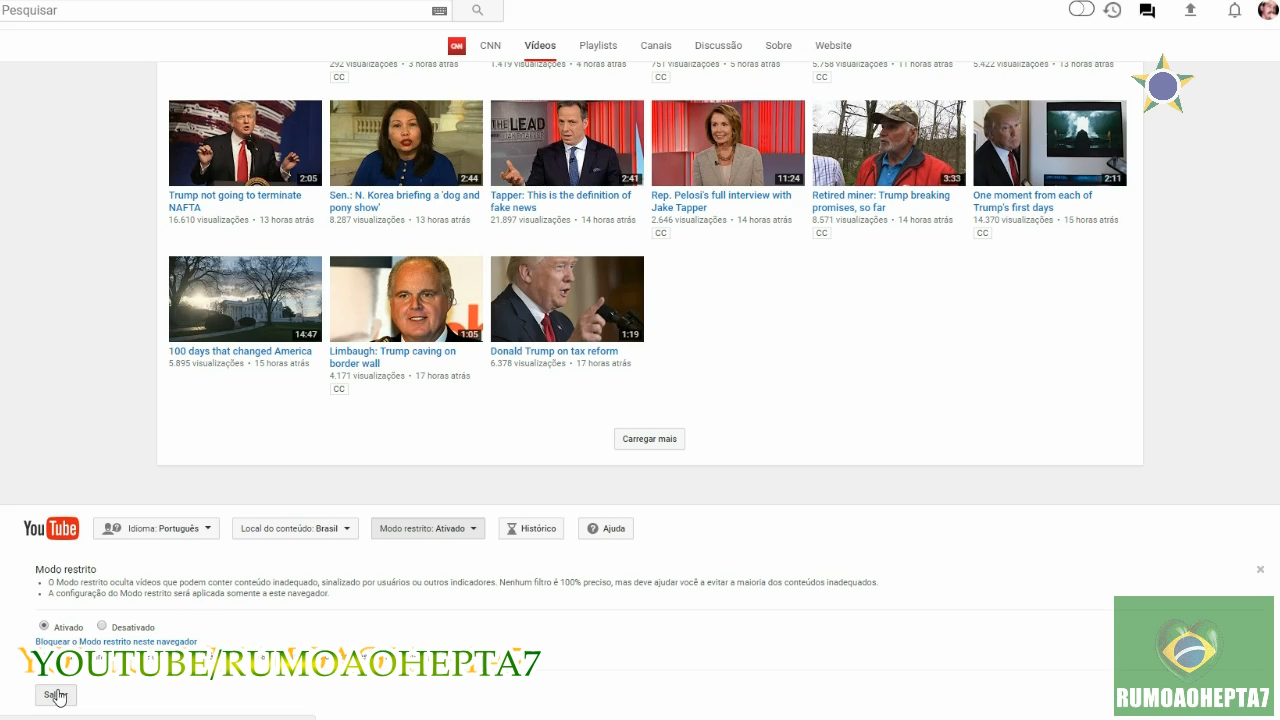 Pesquisar
CNN
CNN Vídeos Playlists Canais Discussão Sobre Website
292 visualizações • 3 horas atrás
CC
1.419 visualizações • 4 horas atrás
751 visualizações • 5 horas atrás
CC
5.758 visualizações • 11 horas atrás
CC
5.422 visualizações • 13 horas atrás
2:05
Trump not going to terminate
NAFTA
16.610 visualizações • 13 horas atrás
2:44
Sen.: N. Korea briefing a 'dog and
pony show'
8.287 visualizações • 13 horas atrás
THE LEAD
JAKE TAPPER
2:41
Tapper: This is the definition of
fake news
21.897 visualizações • 14 horas atrás
11:24
Rep. Pelosi's full interview with
Jake Tapper
2.646 visualizações • 14 horas atrás
CC
3:33
Retired miner: Trump breaking
promises, so far
8.571 visualizações • 14 horas atrás
CC
2:11
One moment from each of
Trump's first days
14.370 visualizações • 15 horas atrás
CC
14:47
100 days that changed America
5.895 visualizações • 15 horas atrás
1:05
Limbaugh: Trump caving on
border wall
4.171 visualizações • 17 horas atrás
CC
1:19
Donald Trump on tax reform
6.378 visualizações • 17 horas atrás
Carregar mais
YouTube Idioma: Português Local do conteúdo: Brasil Modo restrito: Ativado Histórico Ajuda
Modo restrito
• O Modo restrito oculta vídeos que podem conter conteúdo inadequado, sinalizado por usuários ou outros indicadores. Nenhum filtro é 100% preciso, mas deve ajudar você a evitar a maioria dos conteúdos inadequados.
• A configuração do Modo restrito será aplicada somente a este navegador.
Ativado Desativado
Bloquear o Modo restrito neste navegador
YOUTUBE/RUMOAOHEPTA7
RUMOAOHEPTA7